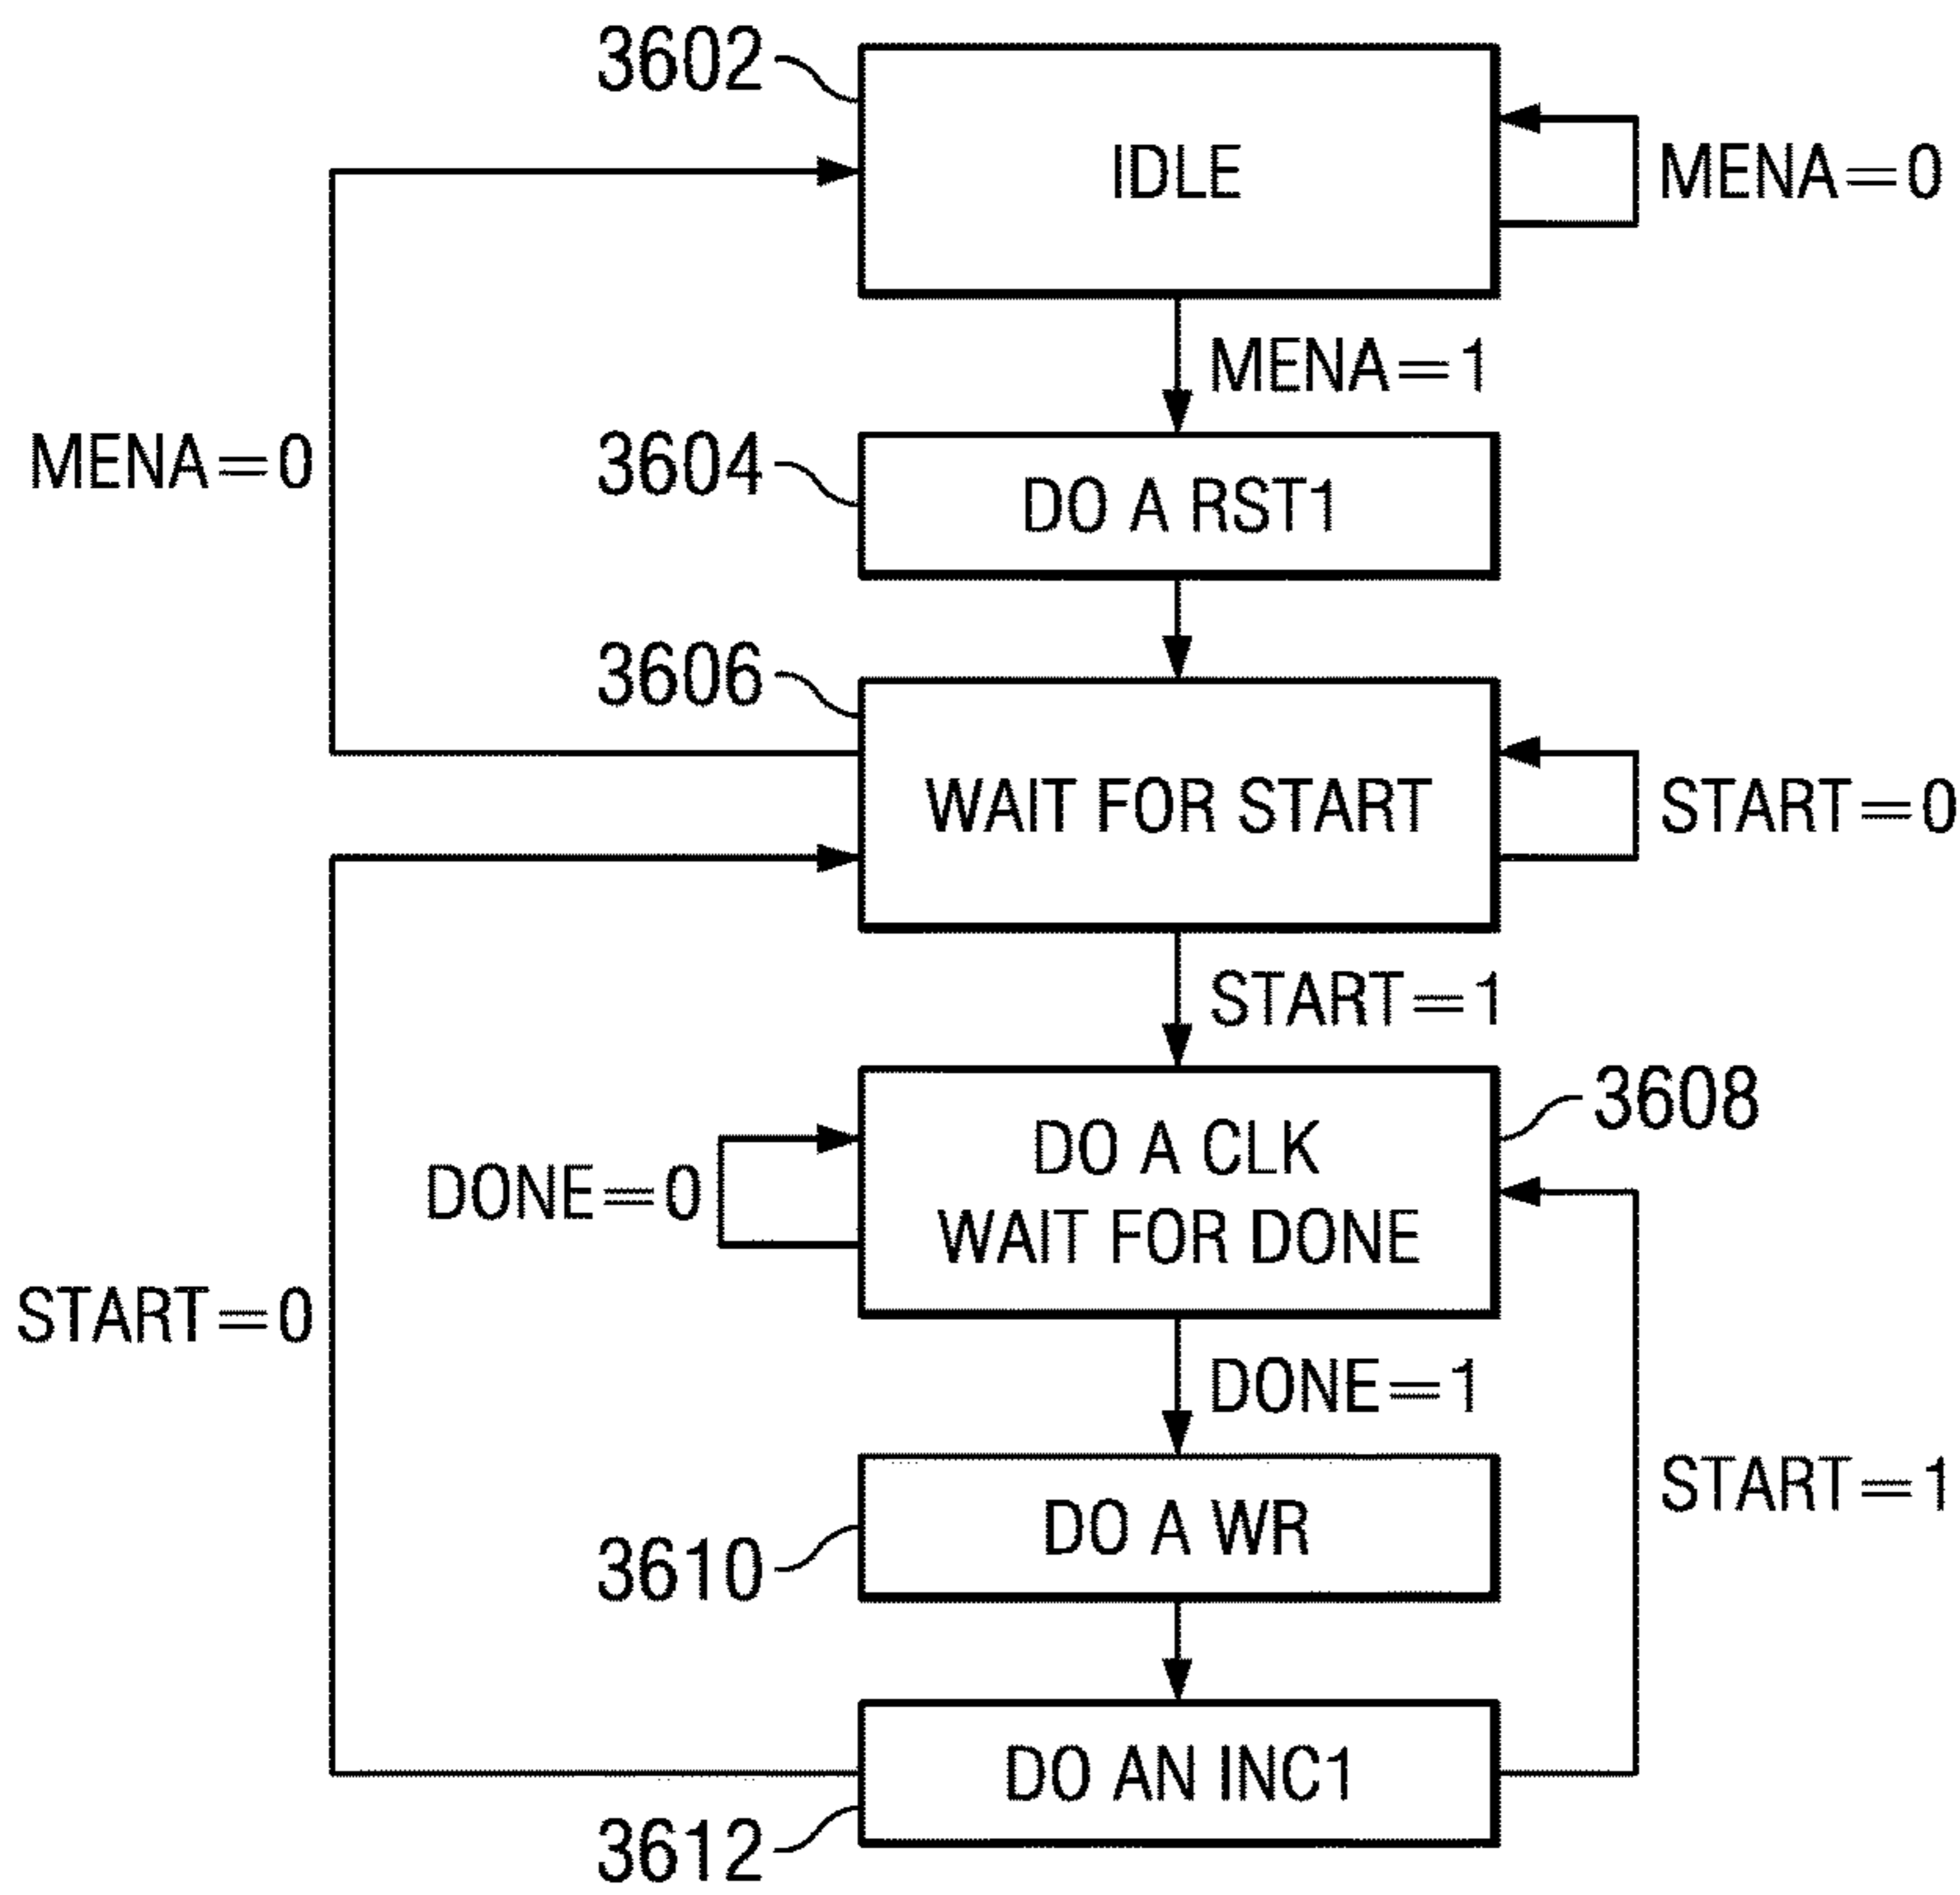 3602
IDLE
MENA=0
MENA=1
MENA=0
3604
DO A RST1
3606
WAIT FOR START
START=0
START=1
3608
DO A CLK
WAIT FOR DONE
DONE=0
START=0
DONE=1
START=1
DO A WR
3610
DO AN INC1
3612